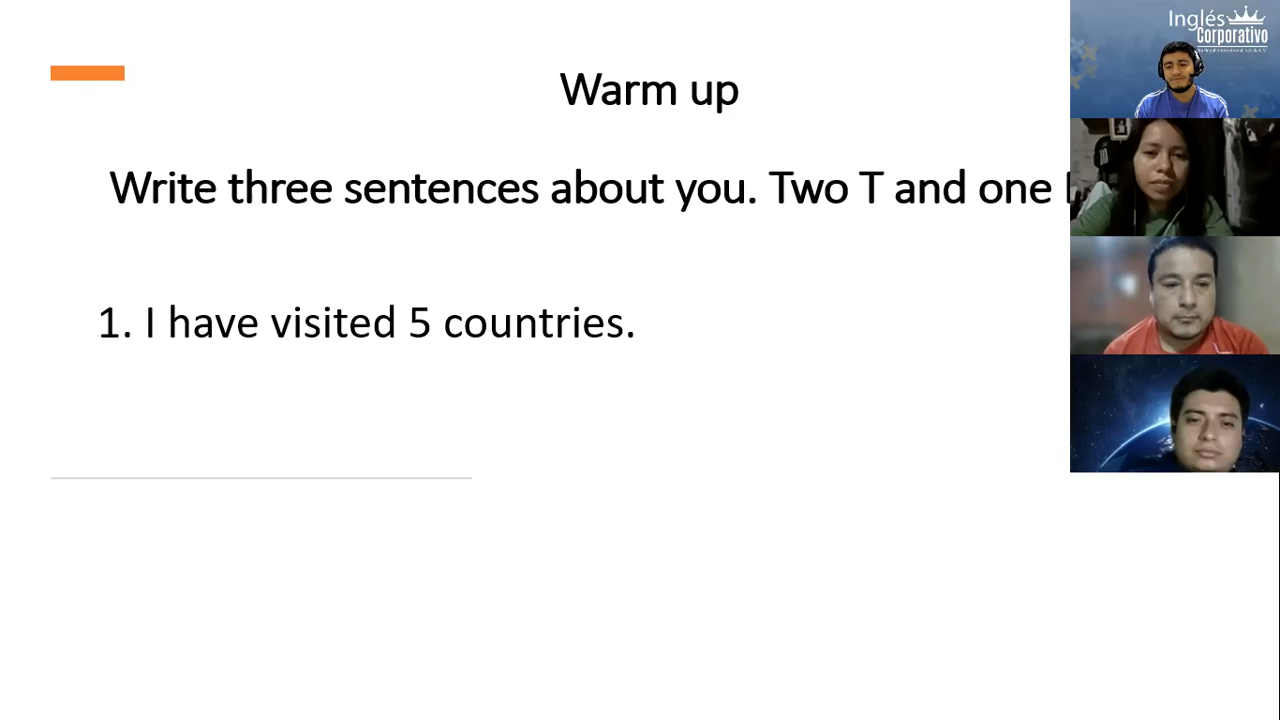 Warm up
Write three sentences about you. Two T and one
1. I have visited 5 countries.
Inglés
Corporativo